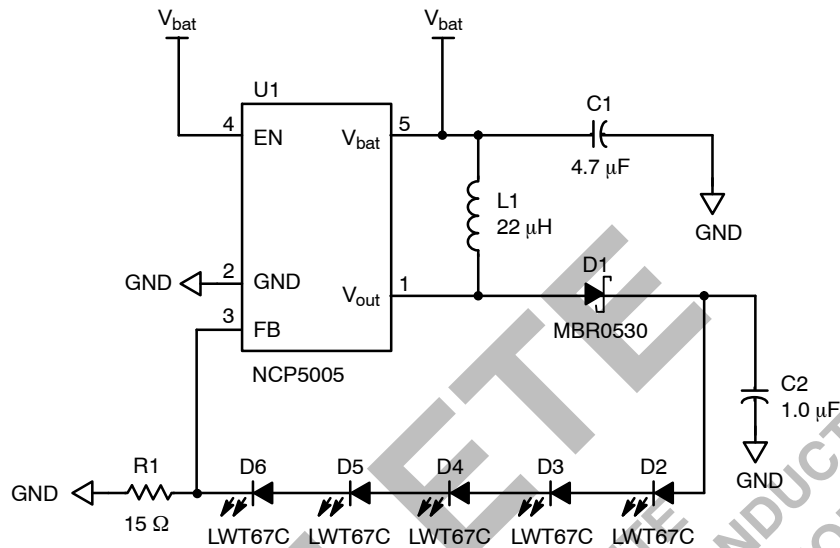 Vbat
Vbat
U1
4
EN
Vbat
5
C1
4.7 μF
GND
L1
22 μH
GND
2
GND
Vout
1
D1
MBR0530
3
FB
NCP5005
C2
1.0 μF
GND
GND
R1
15 Ω
D6
D5
D4
D3
D2
LWT67C
LWT67C
LWT67C
LWT67C
LWT67C